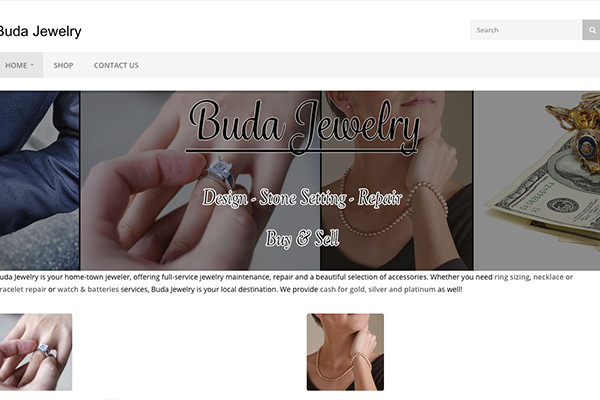 Buda Jewelry
Search
HOME SHOP CONTACT US
Buda Jewelry
Design - Stone Setting - Repair
Buy & Sell
uda Jewelry is your home-town jeweler, offering full-service jewelry maintenance, repair and a beautiful selection of accessories. Whether you need ring sizing, necklace or
racelet repair or watch & batteries services, Buda Jewelry is your local destination. We provide cash for gold, silver and platinum as well!